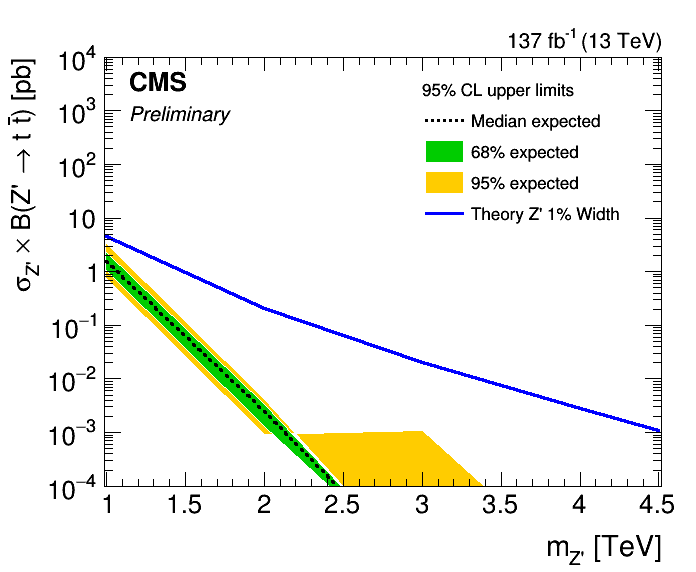 137 fb⁻¹ (13 TeV)
CMS
Preliminary
95% CL upper limits
Median expected
68% expected
95% expected
Theory Z' 1% Width
σ_Z' × B(Z' → t t̄) [pb]
10⁴
10³
10²
10
1
10⁻¹
10⁻²
10⁻³
10⁻⁴
1 1.5 2 2.5 3 3.5 4 4.5
m_Z' [TeV]